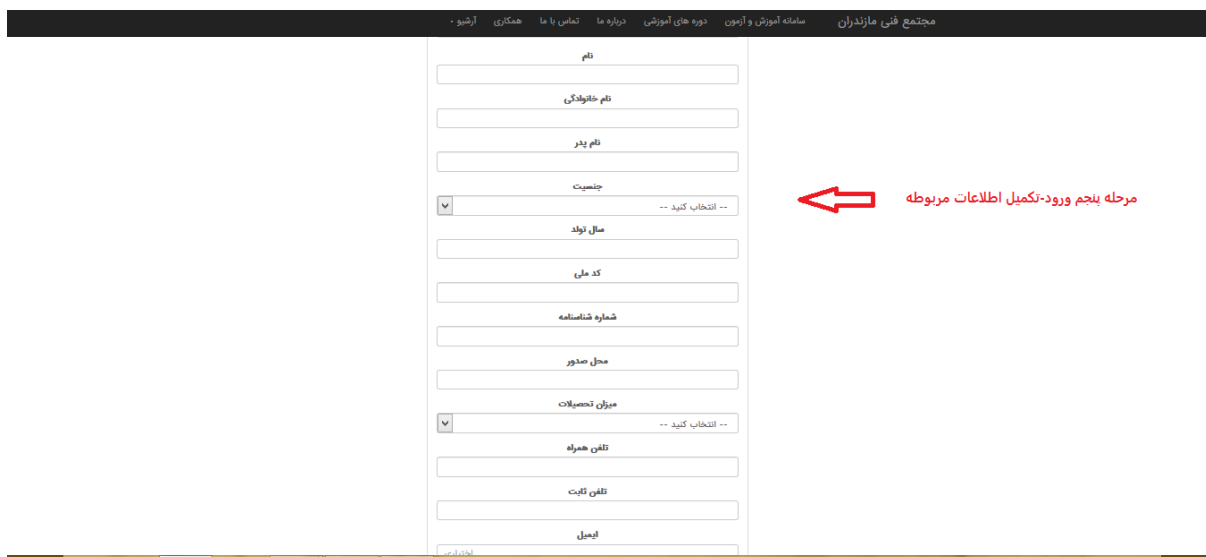 مجتمع فنی مازندران سامانه آموزش و آزمون دوره های آموزشی درباره ما تماس با ما همکاری آرشیو
نام
نام خانوادگی
نام پدر
جنسیت
-- انتخاب کنید --
مرحله پنجم ورود-تکمیل اطلاعات مربوطه
سال تولد
کد ملی
شماره شناسنامه
محل صدور
میزان تحصیلات
-- انتخاب کنید --
تلفن همراه
تلفن ثابت
ایمیل
اختیاری